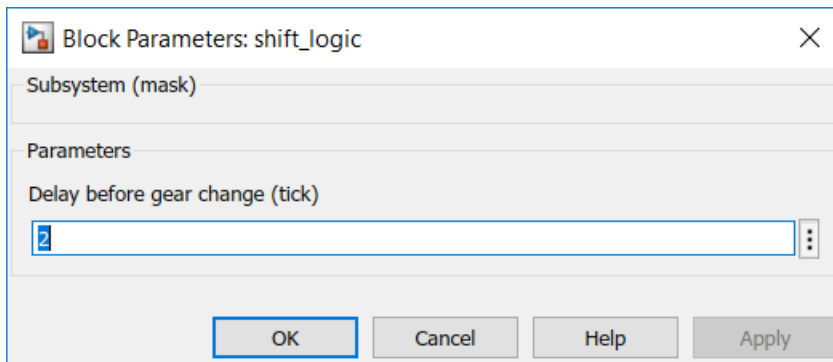 Block Parameters: shift_logic
Subsystem (mask)
Parameters
Delay before gear change (tick)
2
OK Cancel Help Apply